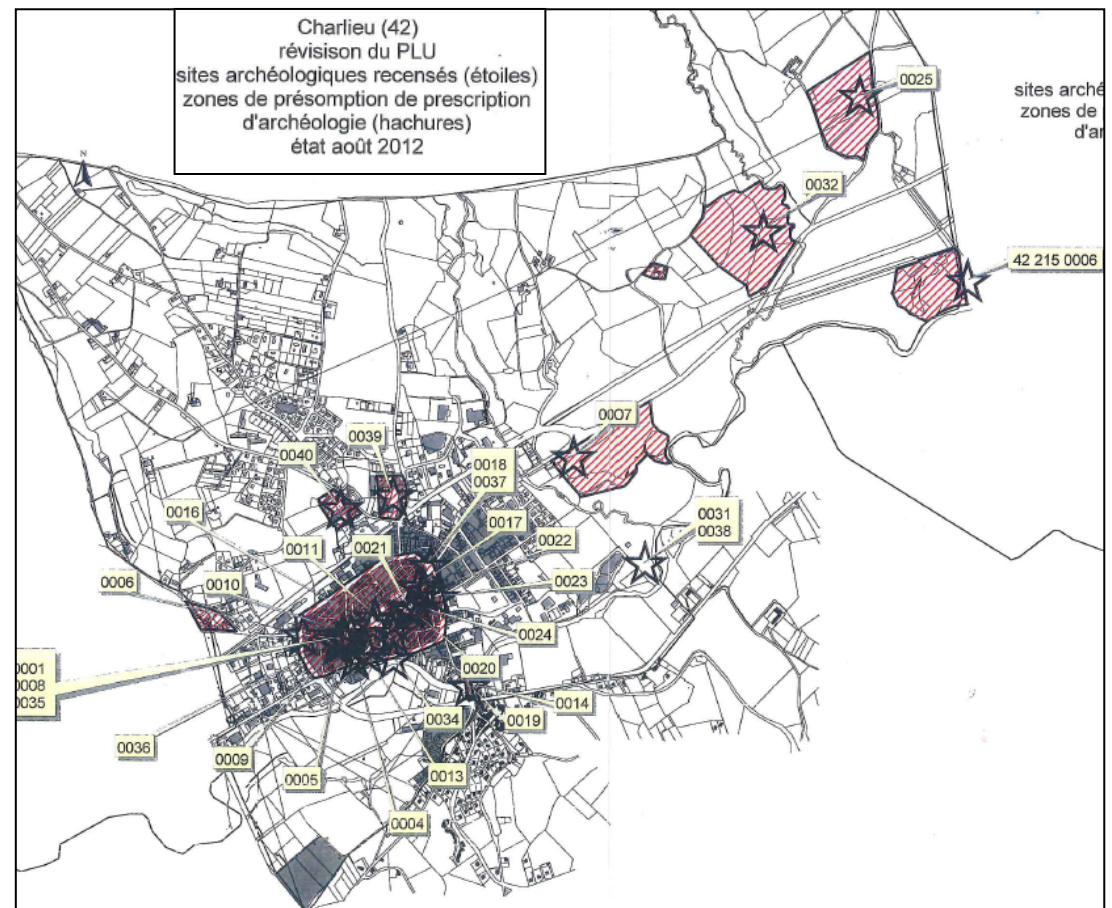 Charlieu (42)
révisison du PLU
sites archéologiques recensés (étoiles)
zones de présomption de prescription
d'archéologie (hachures)
état août 2012
sites arché
zones de
d'ar
N
0025
0032
42 215 0006
0007
0039
0040
0018
0037
0031
0038
0016
0017
0011
0021
0022
0006
0010
0023
0024
0001
0008
0035
0020
0014
0034
0019
0036
0009
0013
0005
0004